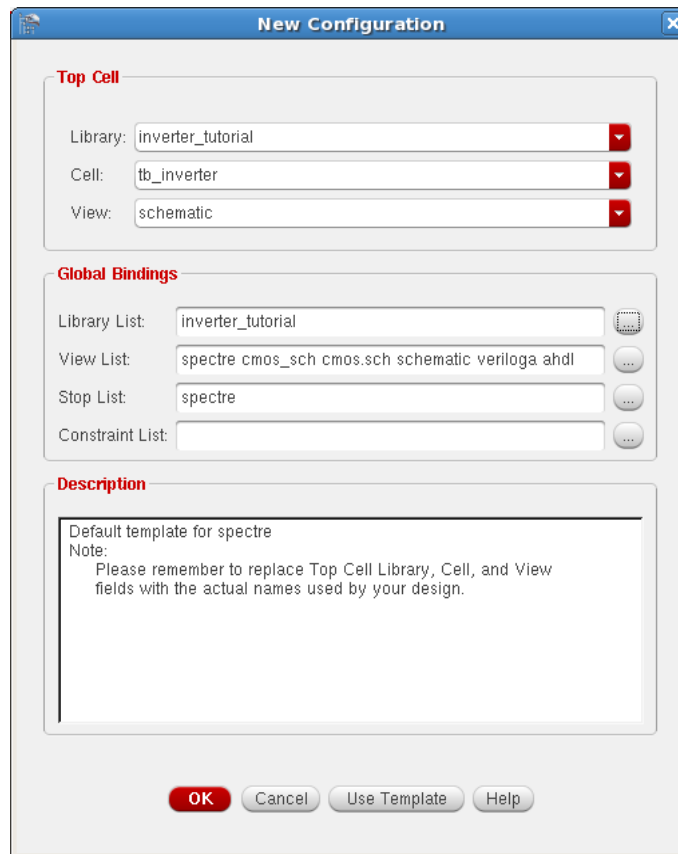 New Configuration
Top Cell
Library: inverter_tutorial
Cell: tb_inverter
View: schematic
Global Bindings
Library List: inverter_tutorial ...
View List: spectre cmos_sch cmos.sch schematic veriloga ahdl ...
Stop List: spectre ...
Constraint List: ...
Description
Default template for spectre
Note:
Please remember to replace Top Cell Library, Cell, and View
fields with the actual names used by your design.
OK Cancel Use Template Help